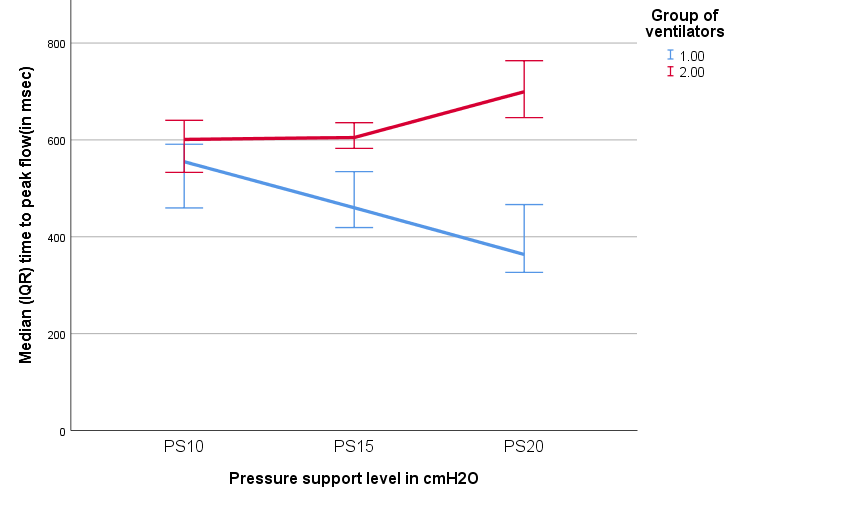 Group of
ventilators
1.00
2.00
Median (IQR) time to peak flow(in msec)
800
600
400
200
0
PS10
PS15
PS20
Pressure support level in cmH2O